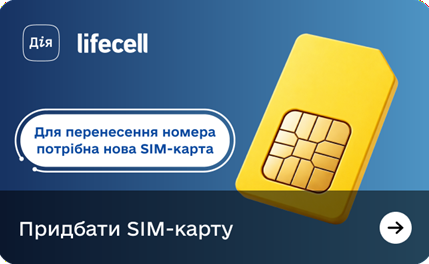 Дія lifecell
Для перенесення номера
потрібна нова SIM-карта
Придбати SIM-карту